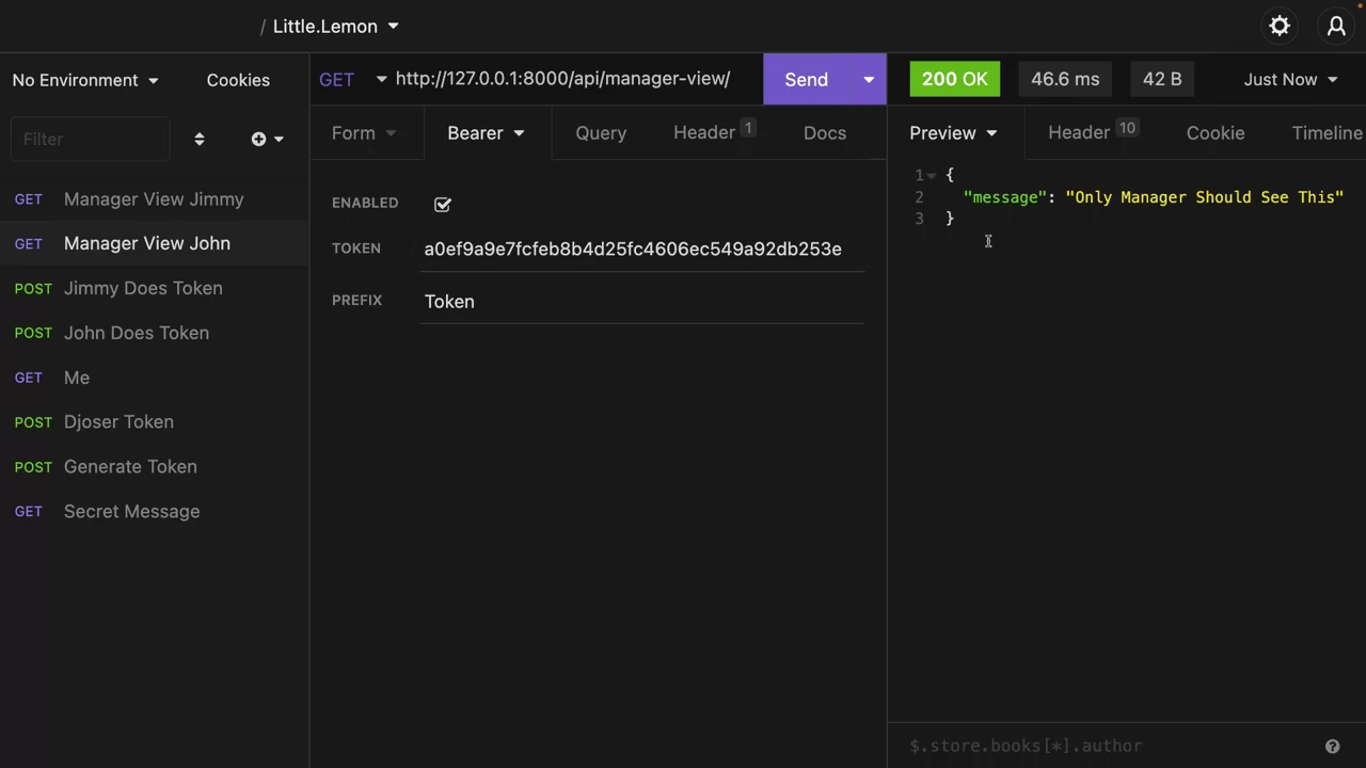 / Little.Lemon
No Environment
Cookies
GET http://127.0.0.1:8000/api/manager-view/
Send
200 OK
46.6 ms
42 B
Just Now
Filter
Form
Bearer
Query
Header 1
Docs
Preview
Header 10
Cookie
Timeline
GET Manager View Jimmy
GET Manager View John
POST Jimmy Does Token
POST John Does Token
GET Me
POST Djoser Token
POST Generate Token
GET Secret Message
ENABLED
TOKEN a0ef9a9e7fcfeb8b4d25fc4606ec549a92db253e
PREFIX Token
1 {
2 "message": "Only Manager Should See This"
3 }
$.store.books[*].author
?